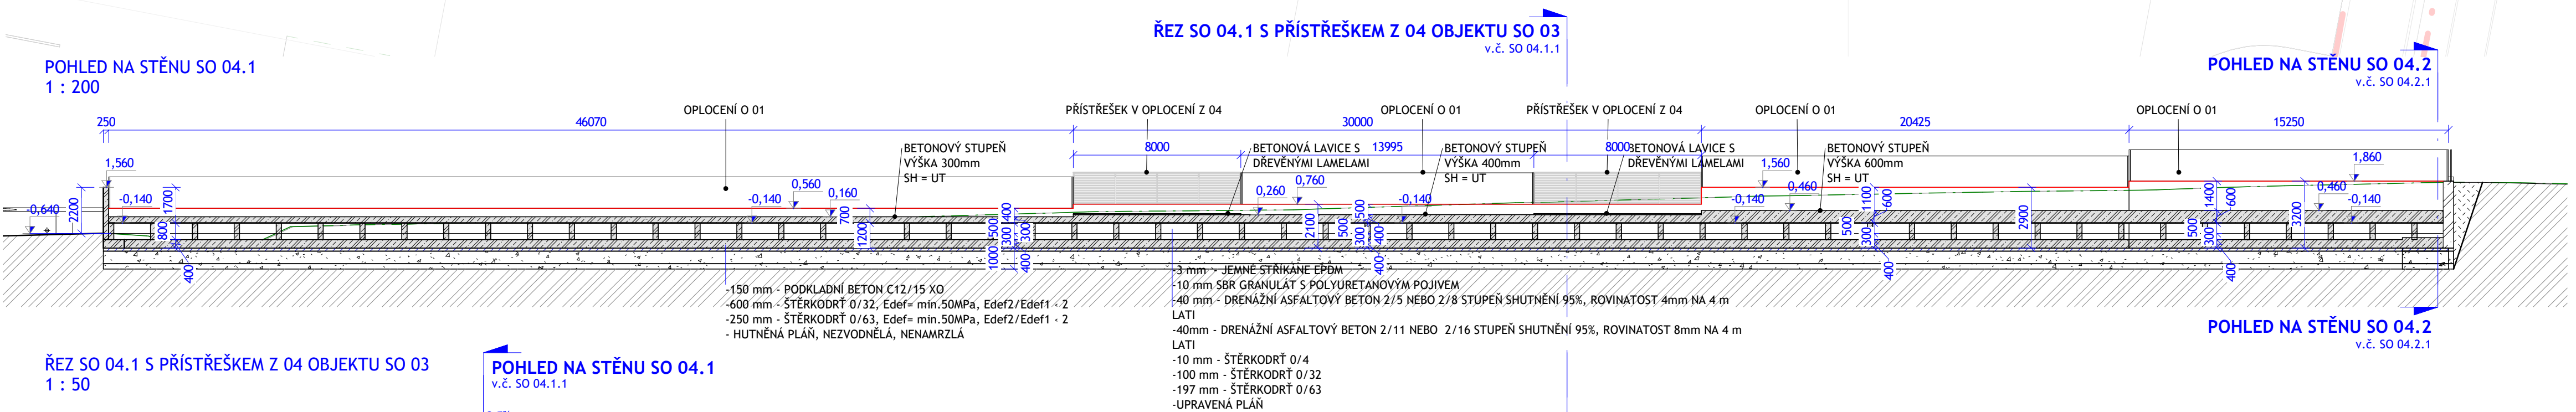 ŘEZ SO 04.1 S PŘÍSTŘEŠKEM Z 04 OBJEKTU SO 03
v.č. SO 04.1.1
POHLED NA STĚNU SO 04.1
1 : 200
POHLED NA STĚNU SO 04.2
v.č. SO 04.2.1
OPLOCENÍ O 01
PŘÍSTŘEŠEK V OPLOCENÍ Z 04
OPLOCENÍ O 01
PŘÍSTŘEŠEK V OPLOCENÍ Z 04
OPLOCENÍ O 01
OPLOCENÍ O 01
250
46070
30000
20425
15250
8000
13995
8000
BETONOVÝ STUPEŇ
VÝŠKA 300mm
SH = UT
BETONOVÁ LAVICE S
DŘEVĚNÝMI LAMELAMI
BETONOVÝ STUPEŇ
VÝŠKA 400mm
SH = UT
BETONOVÁ LAVICE S
DŘEVĚNÝMI LAMELAMI
BETONOVÝ STUPEŇ
VÝŠKA 600mm
SH = UT
1,560
-0,640
2200
-0,140
1700
800
400
-0,140
0,560
0,160
700
1200
400
500
300
300
1000
400
0,260
0,760
2100
500
500
400
300
400
-0,140
1,560
0,460
-0,140
1100
600
500
300
400
2900
1,860
0,460
-0,140
1400
600
500
300
400
3200
-150 mm - PODKLADNÍ BETON C12/15 XO
-600 mm - ŠTĚRKODRŤ 0/32, Edef= min.50MPa, Edef2/Edef1 < 2
-250 mm - ŠTĚRKODRŤ 0/63, Edef= min.50MPa, Edef2/Edef1 < 2
- HUTNĚNÁ PLÁŇ, NEZVODNĚLÁ, NENAMRZLÁ
-3 mm - JEMNĚ STŘÍKANÉ EPDM
-10 mm SBR GRANULÁT S POLYURETANOVÝM POJIVEM
-40 mm - DRENÁŽNÍ ASFALTOVÝ BETON 2/5 NEBO 2/8 STUPEŇ SHUTNĚNÍ 95%, ROVINATOST 4mm NA 4 m
LATI
-40mm - DRENÁŽNÍ ASFALTOVÝ BETON 2/11 NEBO 2/16 STUPEŇ SHUTNĚNÍ 95%, ROVINATOST 8mm NA 4 m
LATI
-10 mm - ŠTĚRKODRŤ 0/4
-100 mm - ŠTĚRKODRŤ 0/32
-197 mm - ŠTĚRKODRŤ 0/63
-UPRAVENÁ PLÁŇ
POHLED NA STĚNU SO 04.2
v.č. SO 04.2.1
ŘEZ SO 04.1 S PŘÍSTŘEŠKEM Z 04 OBJEKTU SO 03
1 : 50
POHLED NA STĚNU SO 04.1
v.č. SO 04.1.1